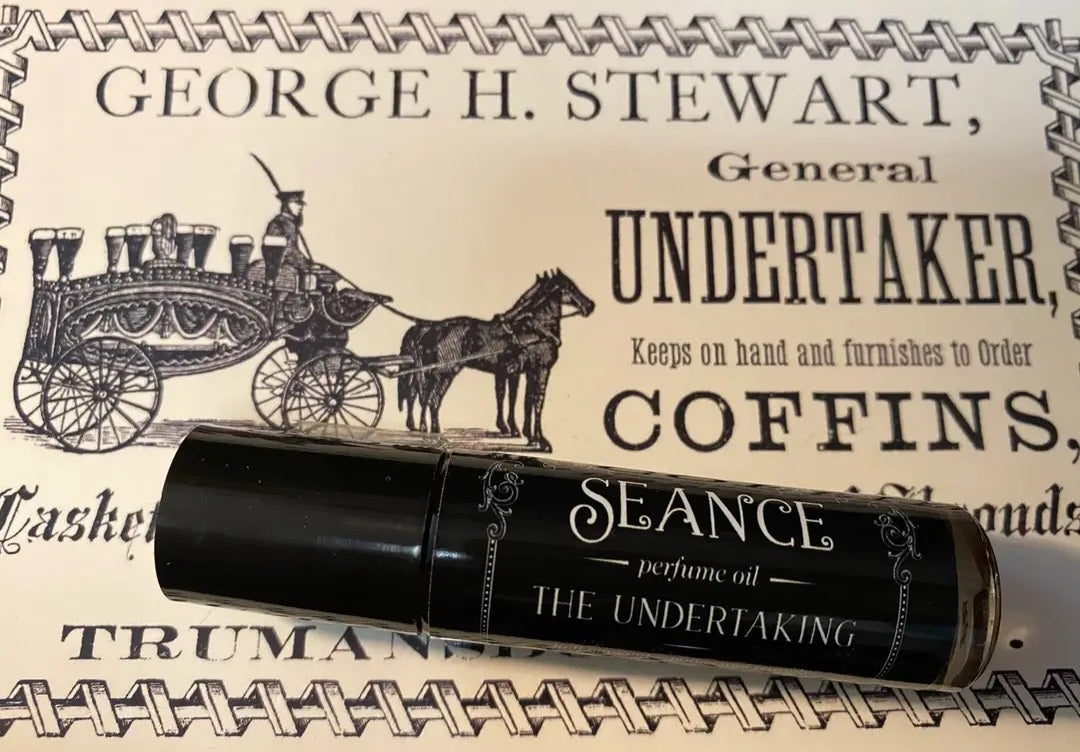 GEORGE H. STEWART,
General
UNDERTAKER,
Keeps on hand and furnishes to Order
COFFINS,
SEANCE
perfume oil
THE UNDERTAKING